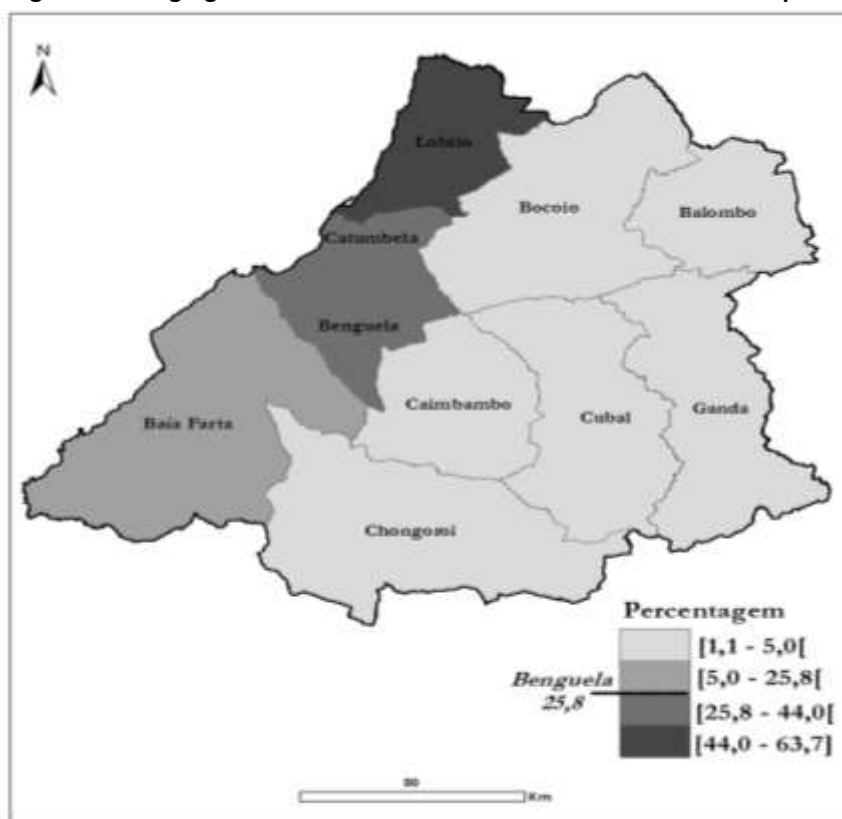 N
Lobito
Bocoio
Balombo
Catumbela
Benguela
Caimbambo
Cubal
Ganda
Baía Farta
Chongoroi
Percentagem
[1,1 - 5,0[
[5,0 - 25,8[
Benguela
25,8
[25,8 - 44,0[
[44,0 - 63,7]
80
Km